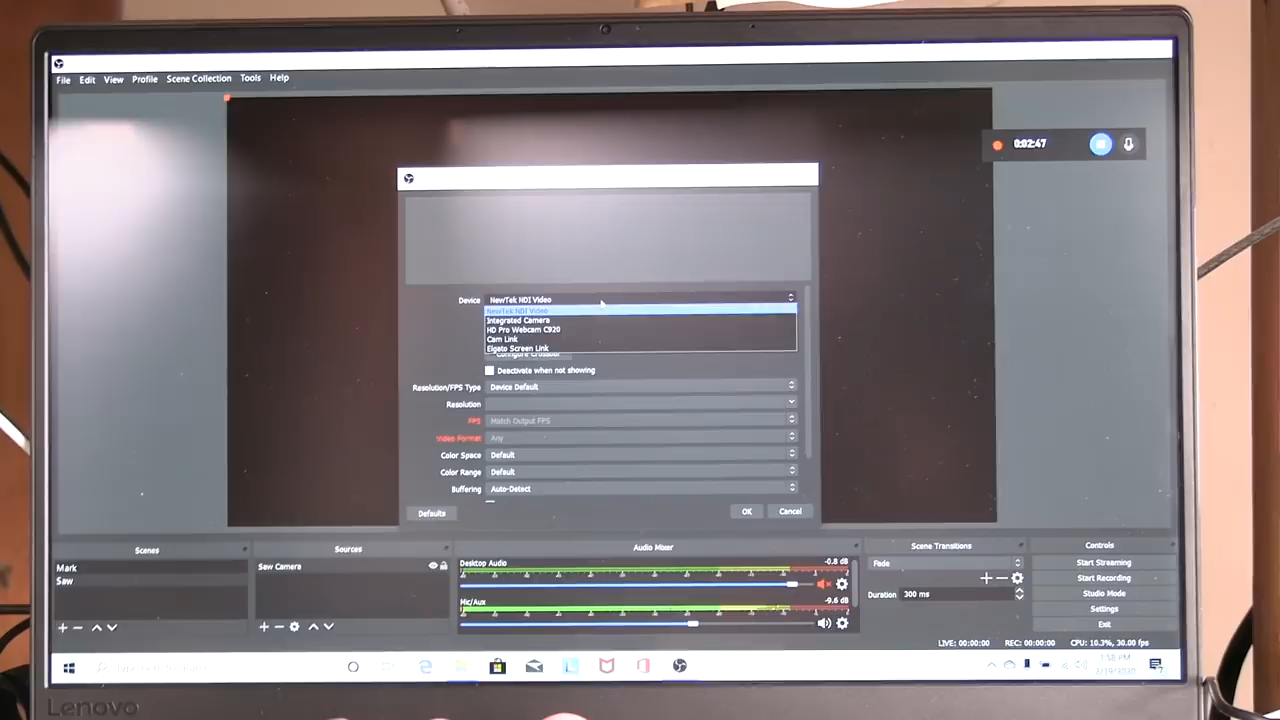 File Edit View Profile Scene Collection Tools Help
0:02:47
Device NewTek NDI Video
NewTek NDI Video
Integrated Camera
HD Pro Webcam C920
Cam Link
Elgato Screen Link
Configure Crossbar
Deactivate when not showing
Resolution/FPS Type Device Default
Resolution
FPS Match Output FPS
Video Format Any
Color Space Default
Color Range Default
Buffering Auto-Detect
Defaults OK Cancel
Scenes Sources Audio Mixer Scene Transitions Controls
Mark
Saw
Saw Camera
Desktop Audio -0.8 dB
Mic/Aux -9.6 dB
Fade
Duration 300 ms
Start Streaming
Start Recording
Studio Mode
Settings
Exit
LIVE: 00:00:00 REC: 00:00:00 CPU: 10.3%, 30.00 fps
1:58 PM
Lenovo